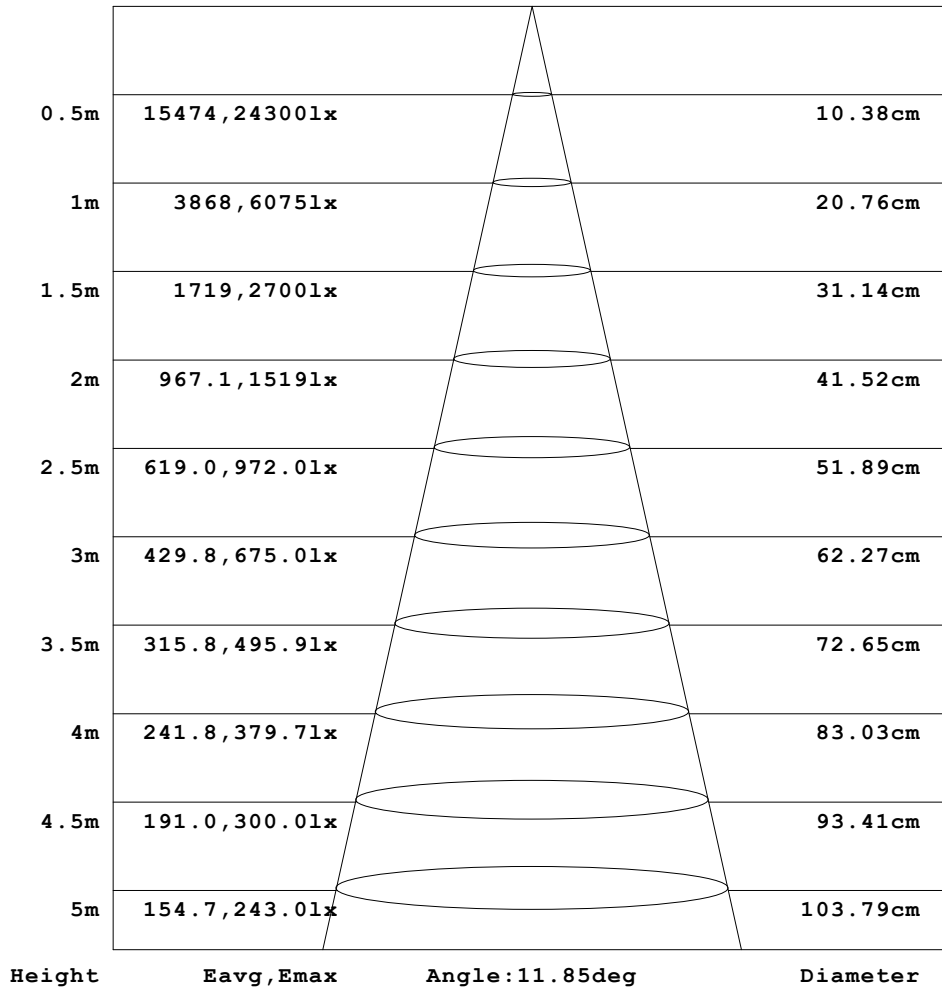 0.5m 15474,24300lx 10.38cm
1m 3868,6075lx 20.76cm
1.5m 1719,2700lx 31.14cm
2m 967.1,1519lx 41.52cm
2.5m 619.0,972.0lx 51.89cm
3m 429.8,675.0lx 62.27cm
3.5m 315.8,495.9lx 72.65cm
4m 241.8,379.7lx 83.03cm
4.5m 191.0,300.0lx 93.41cm
5m 154.7,243.0lx 103.79cm
Height Eavg,Emax Angle:11.85deg Diameter